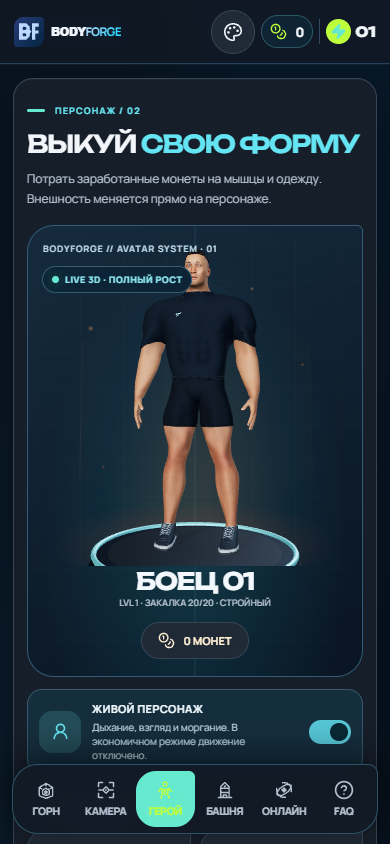 BF BODYFORGE
0
01
ПЕРСОНАЖ / 02
ВЫКУЙ СВОЮ ФОРМУ
Потрать заработанные монеты на мышцы и одежду.
Внешность меняется прямо на персонаже.
BODYFORGE // AVATAR SYSTEM · 01
LIVE 3D · ПОЛНЫЙ РОСТ
БОЕЦ 01
LVL 1 · ЗАКАЛКА 20/20 · СТРОЙНЫЙ
0 МОНЕТ
ЖИВОЙ ПЕРСОНАЖ
Дыхание, взгляд и моргание. В
экономичном режиме движение
отключено.
ГОРН
КАМЕРА
ГЕРОЙ
БАШНЯ
ОНЛАЙН
FAQ